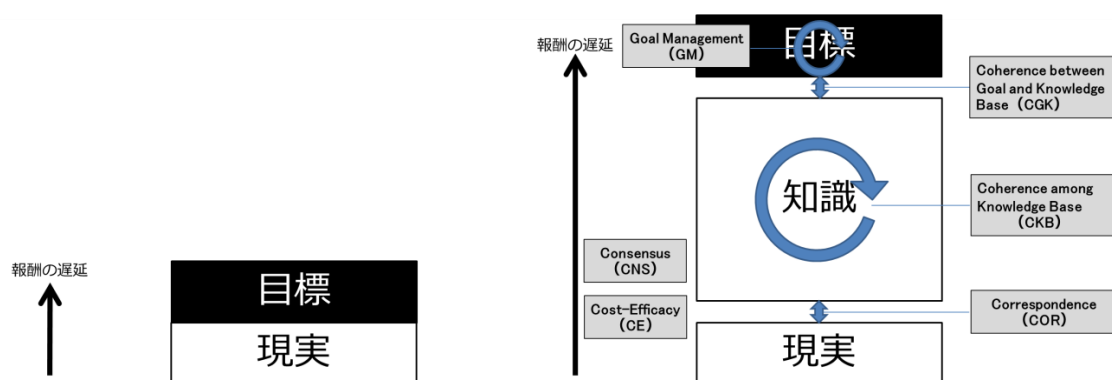 報酬の遅延
目標
現実
報酬の遅延
Goal Management
(GM)
目標
Coherence between
Goal and Knowledge
Base (CGK)
知識
Coherence among
Knowledge Base
(CKB)
Consensus
(CNS)
Cost-Efficacy
(CE)
Correspondence
(COR)
現実